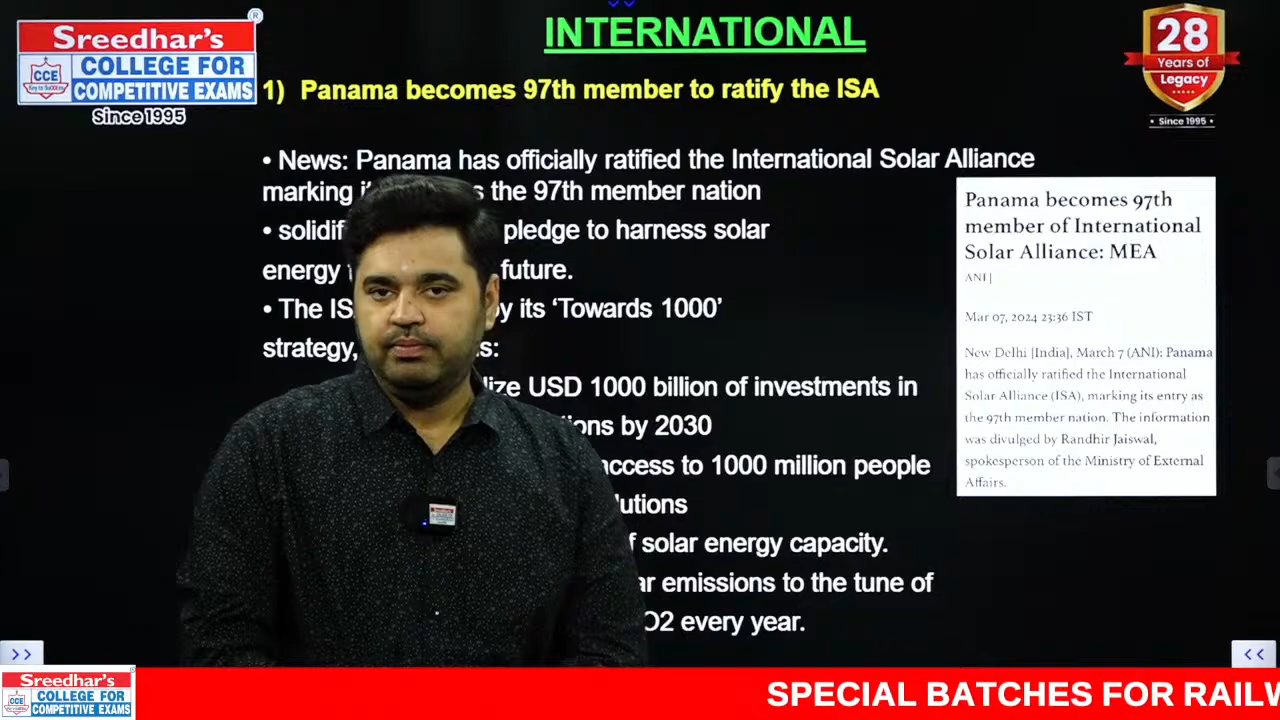 INTERNATIONAL
Sreedhar's
CCE
COLLEGE FOR
COMPETITIVE EXAMS
Since 1995
28
Years of
Legacy
• Since 1995 •
1) Panama becomes 97th member to ratify the ISA
• News: Panama has officially ratified the International Solar Alliance
marking the 97th member nation
• pledge to harness solar
energy future.
• The its ‘Towards 1000’
strategy,
USD 1000 billion of investments in
by 2030
access to 1000 million people
solar energy capacity.
emissions to the tune of
every year.
Panama becomes 97th
member of International
Solar Alliance: MEA
ANI |
Mar 07, 2024 23:36 IST
New Delhi [India], March 7 (ANI): Panama
has officially ratified the International
Solar Alliance (ISA), marking its entry as
the 97th member nation. The information
was divulged by Randhir Jaiswal,
spokesperson of the Ministry of External
Affairs.
>>
<<
Sreedhar's
CCE
COLLEGE FOR
COMPETITIVE EXAMS
SPECIAL BATCHES FOR